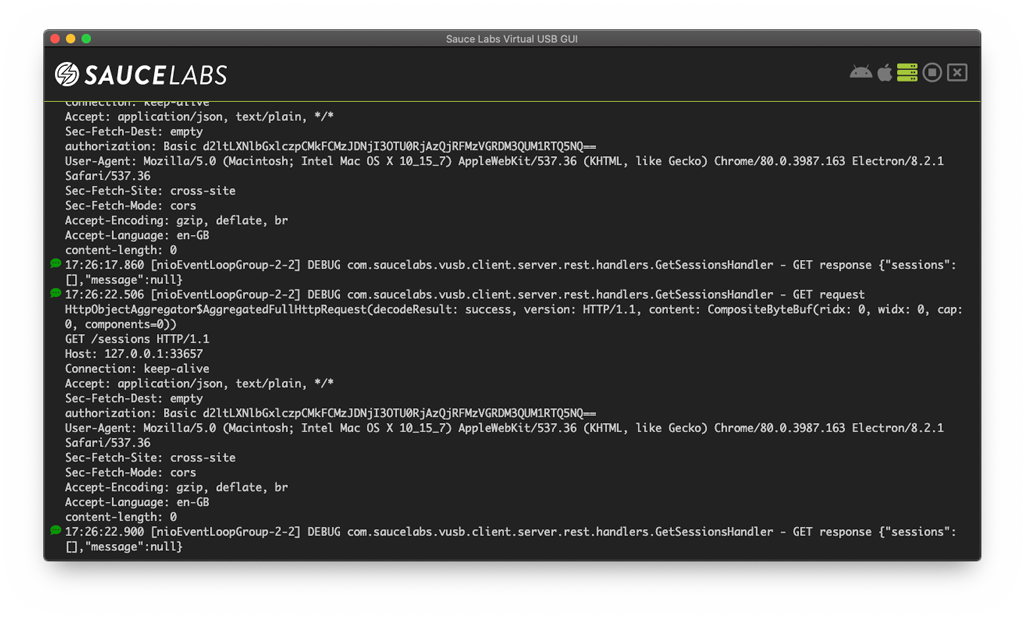 Sauce Labs Virtual USB GUI
SAUCELABS
Connection: keep-alive
Accept: application/json, text/plain, */*
Sec-Fetch-Dest: empty
authorization: Basic d2ltLXNlbGxlczpCMkFCMzJDNjI3OTU0RjAzQjRFMzVGRDM3QUM1RTQ5NQ==
User-Agent: Mozilla/5.0 (Macintosh; Intel Mac OS X 10_15_7) AppleWebKit/537.36 (KHTML, like Gecko) Chrome/80.0.3987.163 Electron/8.2.1
Safari/537.36
Sec-Fetch-Site: cross-site
Sec-Fetch-Mode: cors
Accept-Encoding: gzip, deflate, br
Accept-Language: en-GB
content-length: 0
17:26:17.860 [nioEventLoopGroup-2-2] DEBUG com.saucelabs.vusb.client.server.rest.handlers.GetSessionsHandler - GET response {"sessions":
[],"message":null}
17:26:22.506 [nioEventLoopGroup-2-2] DEBUG com.saucelabs.vusb.client.server.rest.handlers.GetSessionsHandler - GET request
HttpObjectAggregator$AggregatedFullHttpRequest(decodeResult: success, version: HTTP/1.1, content: CompositeByteBuf(ridx: 0, widx: 0, cap:
0, components=0))
GET /sessions HTTP/1.1
Host: 127.0.0.1:33657
Connection: keep-alive
Accept: application/json, text/plain, */*
Sec-Fetch-Dest: empty
authorization: Basic d2ltLXNlbGxlczpCMkFCMzJDNjI3OTU0RjAzQjRFMzVGRDM3QUM1RTQ5NQ==
User-Agent: Mozilla/5.0 (Macintosh; Intel Mac OS X 10_15_7) AppleWebKit/537.36 (KHTML, like Gecko) Chrome/80.0.3987.163 Electron/8.2.1
Safari/537.36
Sec-Fetch-Site: cross-site
Sec-Fetch-Mode: cors
Accept-Encoding: gzip, deflate, br
Accept-Language: en-GB
content-length: 0
17:26:22.900 [nioEventLoopGroup-2-2] DEBUG com.saucelabs.vusb.client.server.rest.handlers.GetSessionsHandler - GET response {"sessions":
[],"message":null}